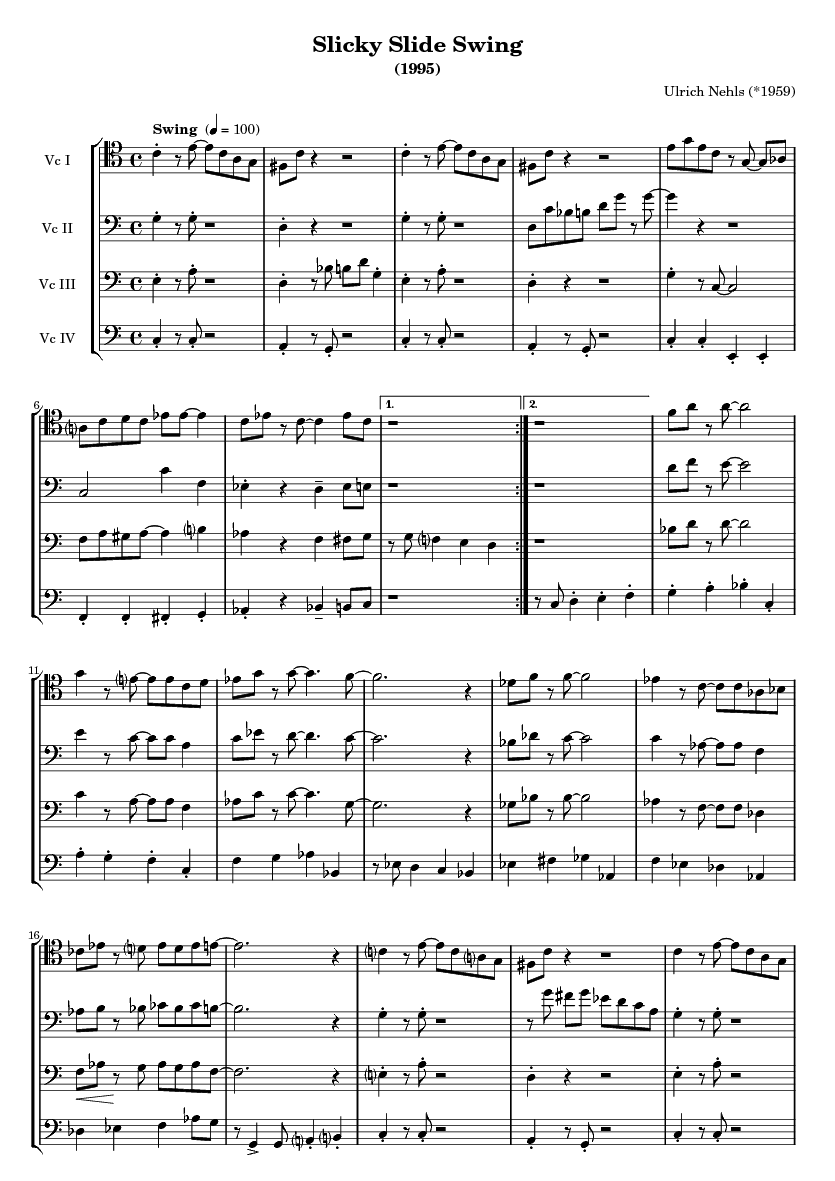 Slicky Slide Swing
(1995)
Ulrich Nehls (*1959)
Swing (♩ = 100)
Vc I
Vc II
Vc III
Vc IV
6
1.
2.
11
16